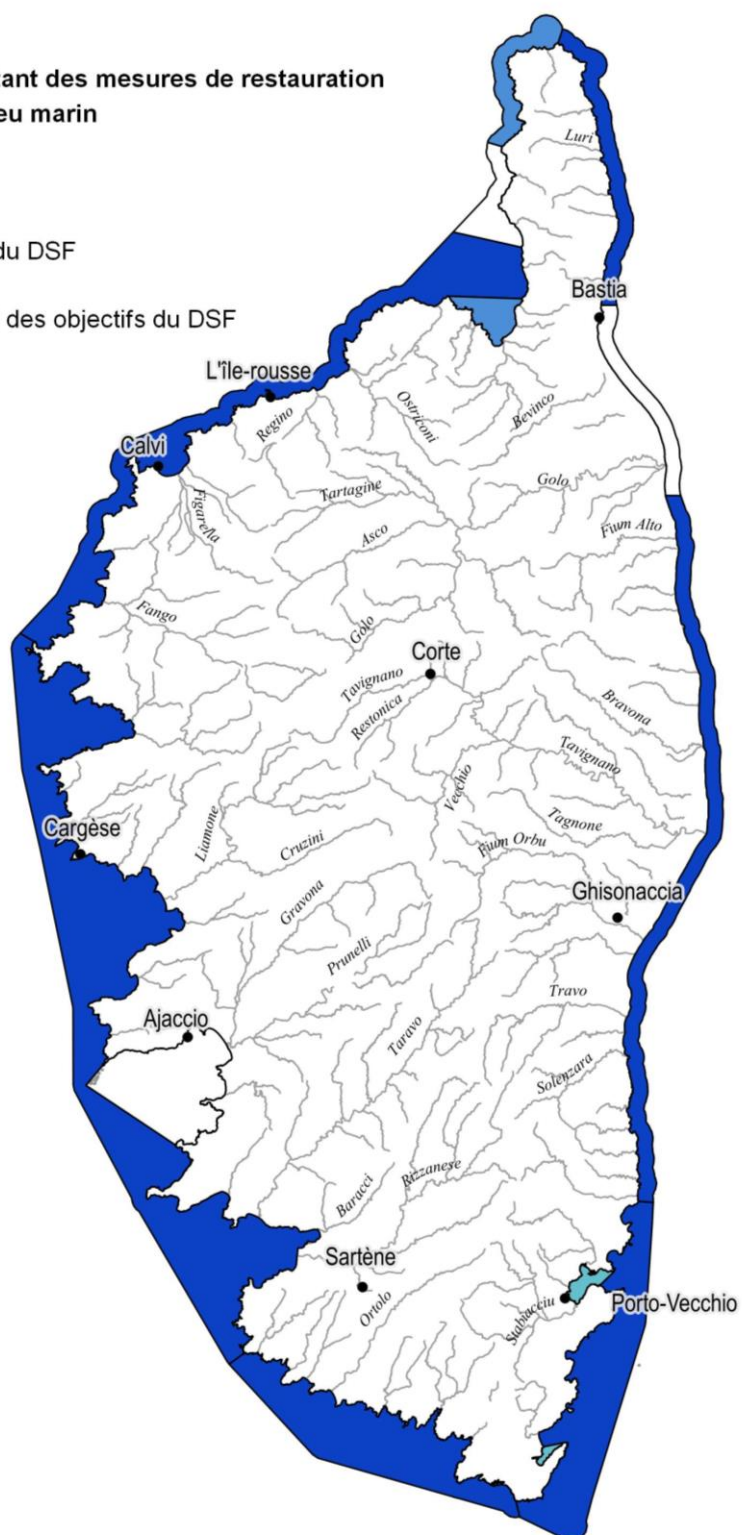 tant des mesures de restauration
eu marin
du DSF
des objectifs du DSF
Luri
Bastia
L'île-rousse
Regino
Ostriconi
Bevinco
Calvi
Figarella
Tartagine
Golo
Asco
Fium Alto
Fango
Golo
Corte
Tavignano
Restonica
Bravona
Tavignano
Vecchio
Tagnone
Cargèse
Liamone
Cruzini
Fium Orbu
Ghisonaccia
Gravona
Prunelli
Travo
Ajaccio
Taravo
Solenzara
Rizzanese
Baracci
Sartène
Ortolo
Stabiacciu
Porto-Vecchio